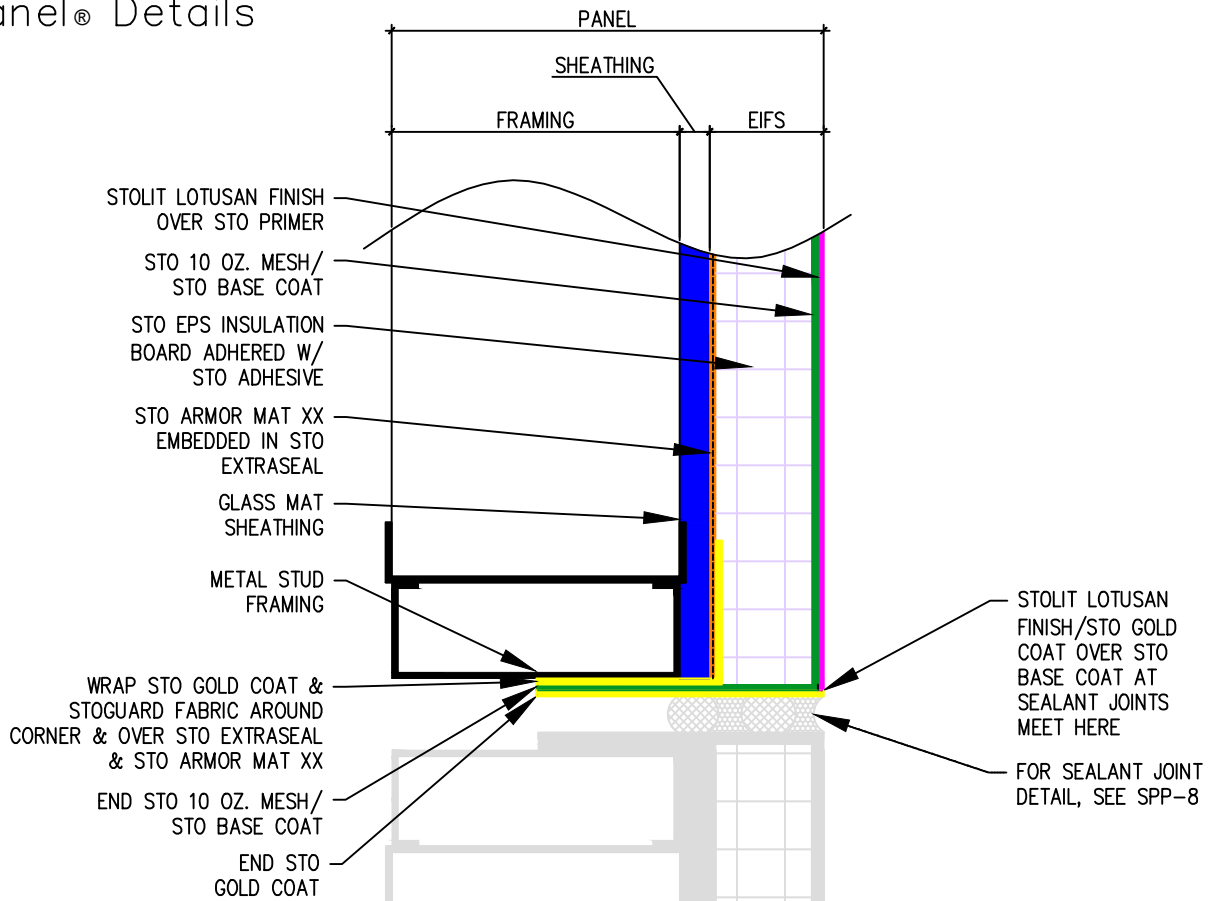 anel® Details
PANEL
SHEATHING
FRAMING
EIFS
STOLIT LOTUSAN FINISH
OVER STO PRIMER
STO 10 OZ. MESH/
STO BASE COAT
STO EPS INSULATION
BOARD ADHERED W/
STO ADHESIVE
STO ARMOR MAT XX
EMBEDDED IN STO
EXTRASEAL
GLASS MAT
SHEATHING
METAL STUD
FRAMING
WRAP STO GOLD COAT &
STOGUARD FABRIC AROUND
CORNER & OVER STO EXTRASEAL
& STO ARMOR MAT XX
END STO 10 OZ. MESH/
STO BASE COAT
END STO
GOLD COAT
STOLIT LOTUSAN
FINISH/STO GOLD
COAT OVER STO
BASE COAT AT
SEALANT JOINTS
MEET HERE
FOR SEALANT JOINT
DETAIL, SEE SPP-8